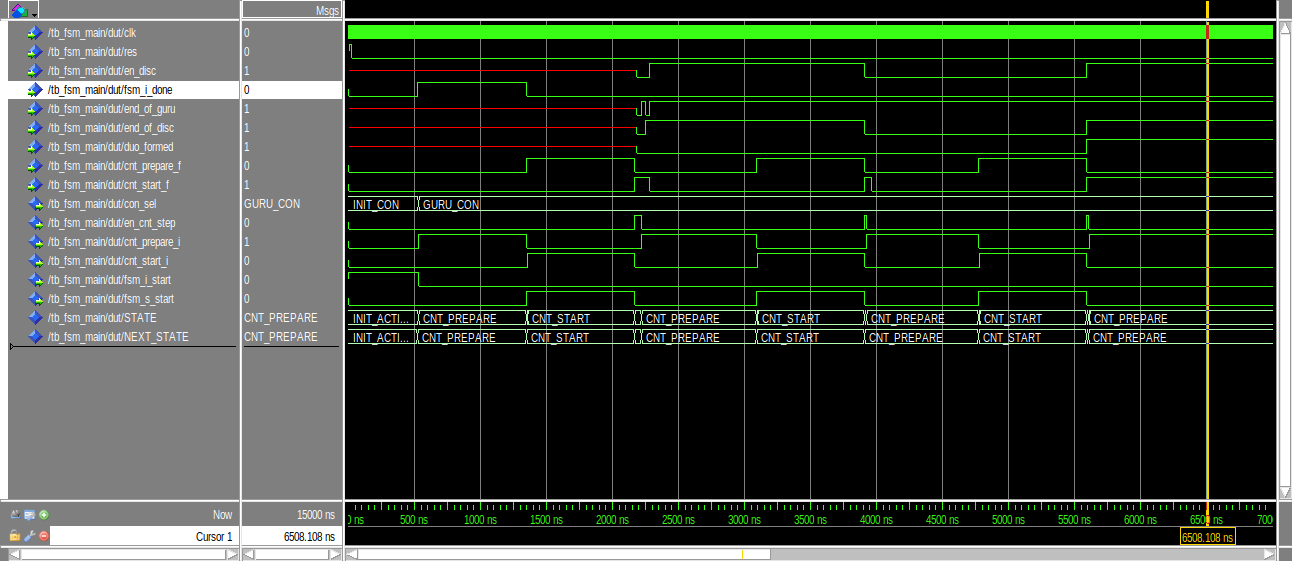 Msgs
/tb_fsm_main/dut/clk 0
/tb_fsm_main/dut/res 0
/tb_fsm_main/dut/en_disc 1
/tb_fsm_main/dut/fsm_i_done 0
/tb_fsm_main/dut/end_of_guru 1
/tb_fsm_main/dut/end_of_disc 1
/tb_fsm_main/dut/duo_formed 1
/tb_fsm_main/dut/cnt_prepare_f 0
/tb_fsm_main/dut/cnt_start_f 1
/tb_fsm_main/dut/con_sel GURU_CON INIT_CON GURU_CON
/tb_fsm_main/dut/en_cnt_step 0
/tb_fsm_main/dut/cnt_prepare_i 1
/tb_fsm_main/dut/cnt_start_i 0
/tb_fsm_main/dut/fsm_i_start 0
/tb_fsm_main/dut/fsm_s_start 0
/tb_fsm_main/dut/STATE CNT_PREPARE INIT_ACTI... CNT_PREPARE CNT_START CNT_PREPARE CNT_START CNT_PREPARE CNT_START CNT_PREPARE
/tb_fsm_main/dut/NEXT_STATE CNT_PREPARE INIT_ACTI... CNT_PREPARE CNT_START CNT_PREPARE CNT_START CNT_PREPARE CNT_START CNT_PREPARE
Now 15000 ns ns 500 ns 1000 ns 1500 ns 2000 ns 2500 ns 3000 ns 3500 ns 4000 ns 4500 ns 5000 ns 5500 ns 6000 ns 6500 ns 700
Cursor 1 6508.108 ns 6508.108 ns